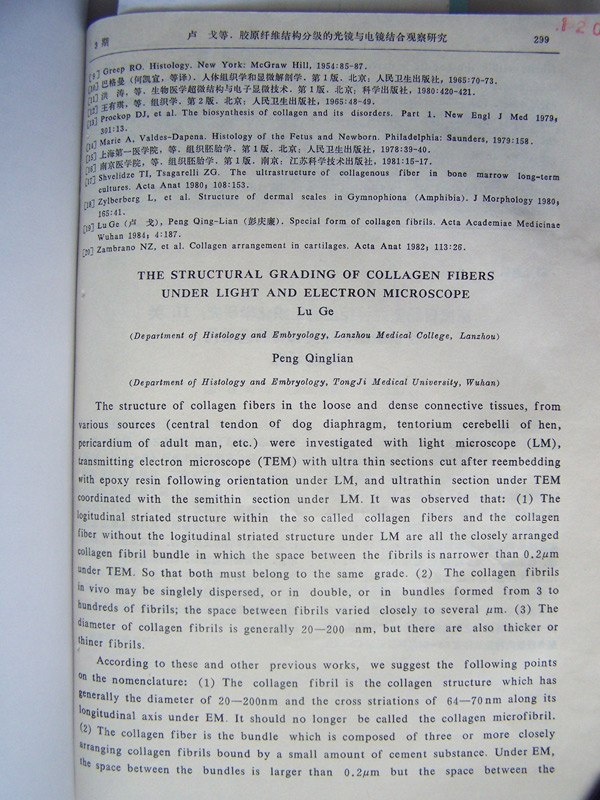 3期 卢 戈等. 胶原纤维结构分级的光镜与电镜结合观察研究 299
[9] Greep RO. Histology. New York: McGraw Hill, 1954:85-87.
[10] 巴格曼 (何凯宣, 等译). 人体组织学和显微解剖学. 第1版. 北京: 人民卫生出版社, 1965:70-73.
[11] 洪 涛, 等. 生物医学超微结构与电子显微技术. 第1版. 北京: 科学出版社, 1980:420-421.
[12] 王有琪, 等. 组织学. 第2版. 北京: 人民卫生出版社, 1965:48-49.
[13] Prockop DJ, et al. The biosynthesis of collagen and its disorders. Part 1. New Engl J Med 1979;
301:13.
[14] Marie A, Valdes-Dapena. Histology of the Fetus and Newborn. Philadelphia: Saunders, 1979:158.
[15] 上海第一医学院, 等. 组织胚胎学. 第1版. 北京: 人民卫生出版社, 1978:39-40.
[16] 南京医学院, 等. 组织胚胎学. 第1版. 南京: 江苏科学技术出版社, 1981:15-17.
[17] Shvelidze TI, Tsagarelli ZG. The ultrastructure of collagenous fiber in bone marrow long-term
cultures. Acta Anat 1980; 108:153.
[18] Zylberberg L, et al. Structure of dermal scales in Gymnophiona (Amphibia). J Morphology 1980;
165:41.
[19] Lu Ge (卢 戈), Peng Qing-Lian (彭庆廉). Special form of collagen fibrils. Acta Academiae Medicinae
Wuhan 1984; 4:187.
[20] Zambrano NZ, et al. Collagen arrangement in cartilages. Acta Anat 1982; 113:26.
THE STRUCTURAL GRADING OF COLLAGEN FIBERS
UNDER LIGHT AND ELECTRON MICROSCOPE
Lu Ge
(Department of Histology and Embryology, Lanzhou Medical College, Lanzhou)
Peng Qinglian
(Department of Histology and Embryology, TongJi Medical University, Wuhan)
The structure of collagen fibers in the loose and dense connective tissues, from
various sources (central tendon of dog diaphragm, tentorium cerebelli of hen,
pericardium of adult man, etc.) were investigated with light microscope (LM),
transmitting electron microscope (TEM) with ultra thin sections cut after reembedding
with epoxy resin following orientation under LM, and ultrathin section under TEM
coordinated with the semithin section under LM. It was observed that: (1) The
logitudinal striated structure within the so called collagen fibers and the collagen
fiber without the logitudinal striated structure under LM are all the closely arranged
collagen fibril bundle in which the space between the fibrils is narrower than 0.2μm
under TEM. So that both must belong to the same grade. (2) The collagen fibrils
in vivo may be singlely dispersed, or in double, or in bundles formed from 3 to
hundreds of fibrils; the space between fibrils varied closely to several μm. (3) The
diameter of collagen fibrils is generally 20—200 nm, but there are also thicker or
thiner fibrils.
According to these and other previous works, we suggest the following points
on the nomenclature: (1) The collagen fibril is the collagen structure which has
generally the diameter of 20—200nm and the cross striations of 64—70nm along its
longitudinal axis under EM. It should no longer be called the collagen microfibril.
(2) The collagen fiber is the bundle which is composed of three or more closely
arranging collagen fibrils bound by a small amount of cement substance. Under EM,
the space between the bundles is larger than 0.2μm but the space between the